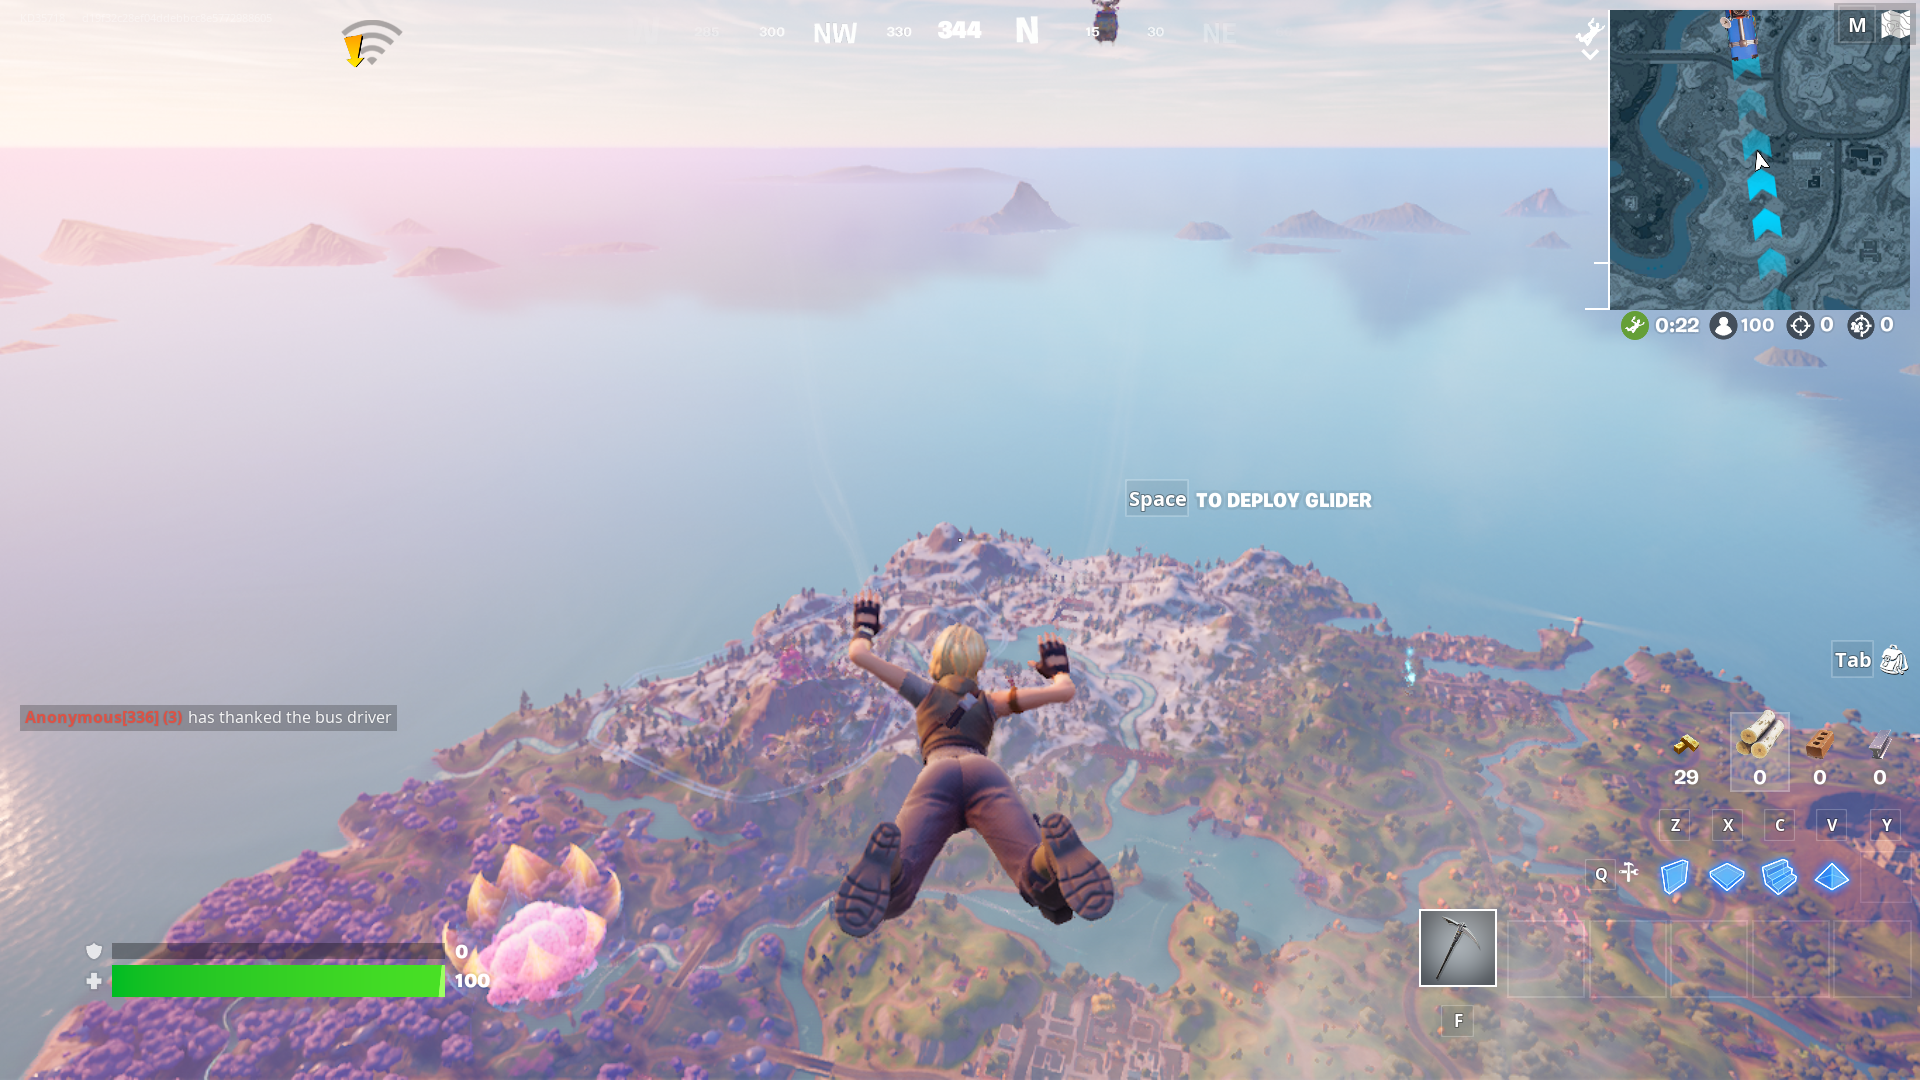 285 300 NW 330 344 N 15 30 NE
M
0:22 100 0 0
Space TO DEPLOY GLIDER
Tab
Anonymous[336] (3) has thanked the bus driver
29 0 0 0
Z X C V Y
Q
0
100
F